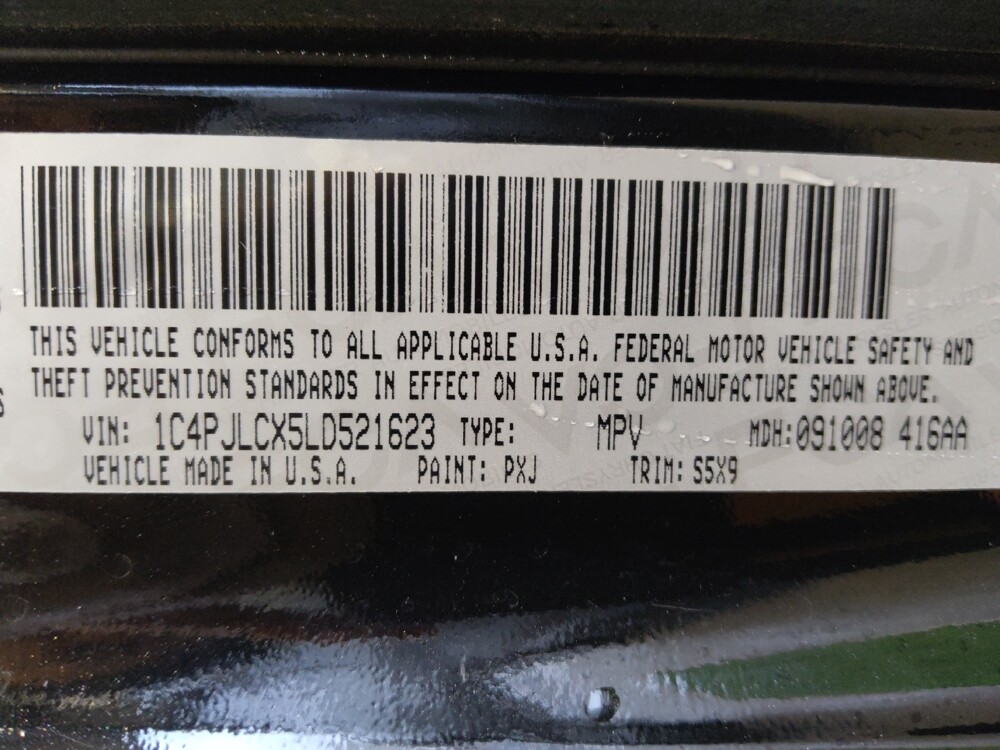 THIS VEHICLE CONFORMS TO ALL APPLICABLE U.S.A. FEDERAL MOTOR VEHICLE SAFETY AND
THEFT PREVENTION STANDARDS IN EFFECT ON THE DATE OF MANUFACTURE SHOWN ABOVE.
VIN: 1C4PJLCX5LD521623 TYPE: MPV MDH:091008 416AA
VEHICLE MADE IN U.S.A. PAINT: PXJ TRIM: S5X9